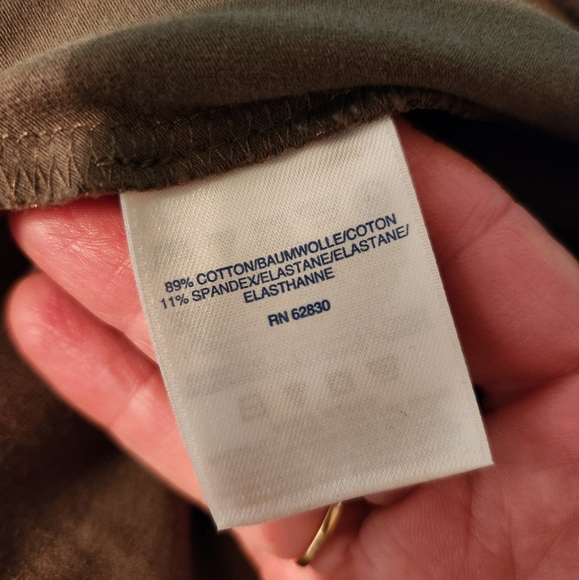 89% COTTON/BAUMWOLLE/COTON
11% SPANDEX/ELASTANE/ELASTANE/
ELASTHANNE
RN 62830